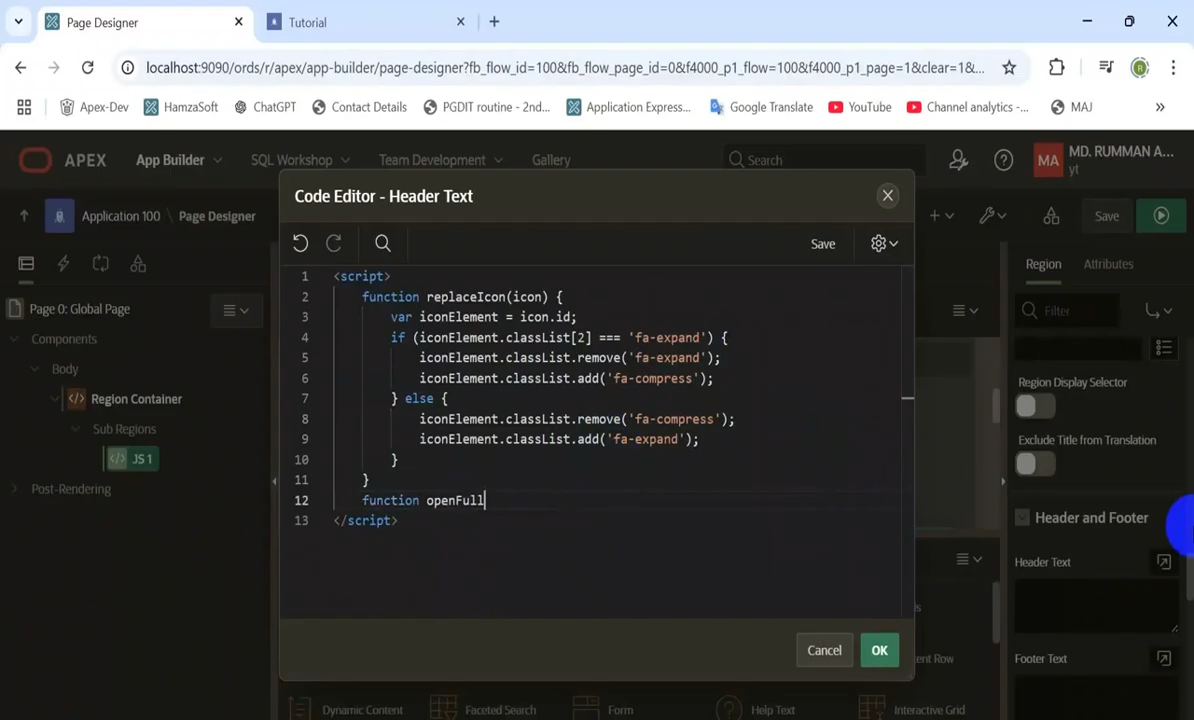 Page Designer
Tutorial
localhost:9090/ords/r/apex/app-builder/page-designer?fb_flow_id=100&fb_flow_page_id=0&f4000_p1_flow=100&f4000_p1_page=1&clear=1&...
Apex-Dev
HamzaSoft
ChatGPT
Contact Details
PGDIT routine - 2nd...
Application Express...
Google Translate
YouTube
Channel analytics -...
MAJ
APEX
App Builder
SQL Workshop
Team Development
Gallery
Search
MA
MD. RUMMAN A...
yt
Application 100 \ Page Designer
Save
Code Editor - Header Text
Save
1 <script>
2 function replaceIcon(icon) {
3 var iconElement = icon.id;
4 if (iconElement.classList[2] === 'fa-expand') {
5 iconElement.classList.remove('fa-expand');
6 iconElement.classList.add('fa-compress');
7 } else {
8 iconElement.classList.remove('fa-compress');
9 iconElement.classList.add('fa-expand');
10 }
11 }
12 function openFull
13 </script>
Cancel
OK
Page 0: Global Page
Components
Body
Region Container
Sub Regions
JS 1
Post-Rendering
Region
Attributes
Filter
Region Display Selector
Exclude Title from Translation
Header and Footer
Header Text
Footer Text
ent Row
Dynamic Content
Faceted Search
Form
Help Text
Interactive Grid